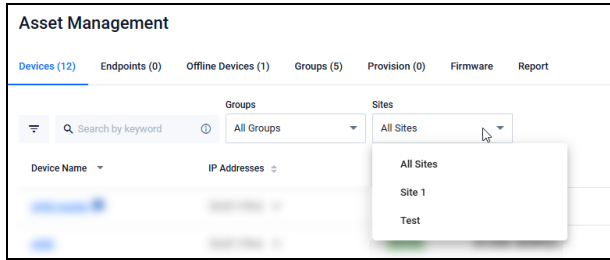 Asset Management
Devices (12) Endpoints (0) Offline Devices (1) Groups (5) Provision (0) Firmware Report
Groups Sites
Search by keyword All Groups All Sites
Device Name IP Addresses
All Sites
Site 1
Test